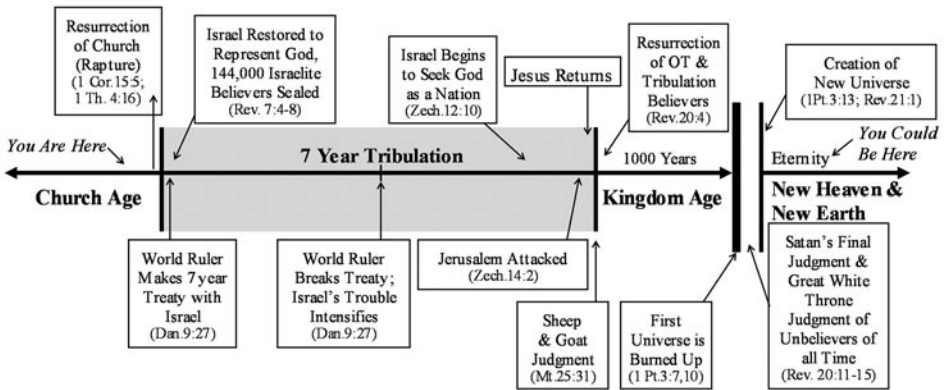 Resurrection
of Church
(Rapture)
(1 Cor.15:5;
1 Th. 4:16)
Israel Restored to
Represent God,
144,000 Israelite
Believers Sealed
(Rev. 7:4-8)
Israel Begins
to Seek God
as a Nation
(Zech.12:10)
Jesus Returns
Resurrection
of OT &
Tribulation
Believers
(Rev.20:4)
Creation of
New Universe
(1Pt.3:13; Rev.21:1)
You Are Here
7 Year Tribulation
1000 Years
Eternity
You Could
Be Here
Church Age
Kingdom Age
New Heaven &
New Earth
World Ruler
Makes 7 year
Treaty with
Israel
(Dan.9:27)
World Ruler
Breaks Treaty;
Israel's Trouble
Intensifies
(Dan.9:27)
Jerusalem Attacked
(Zech.14:2)
Sheep
& Goat
Judgment
(Mt.25:31)
First
Universe is
Burned Up
(1 Pt.3:7,10)
Satan's Final
Judgment &
Great White
Throne
Judgment of
Unbelievers of
all Time
(Rev. 20:11-15)